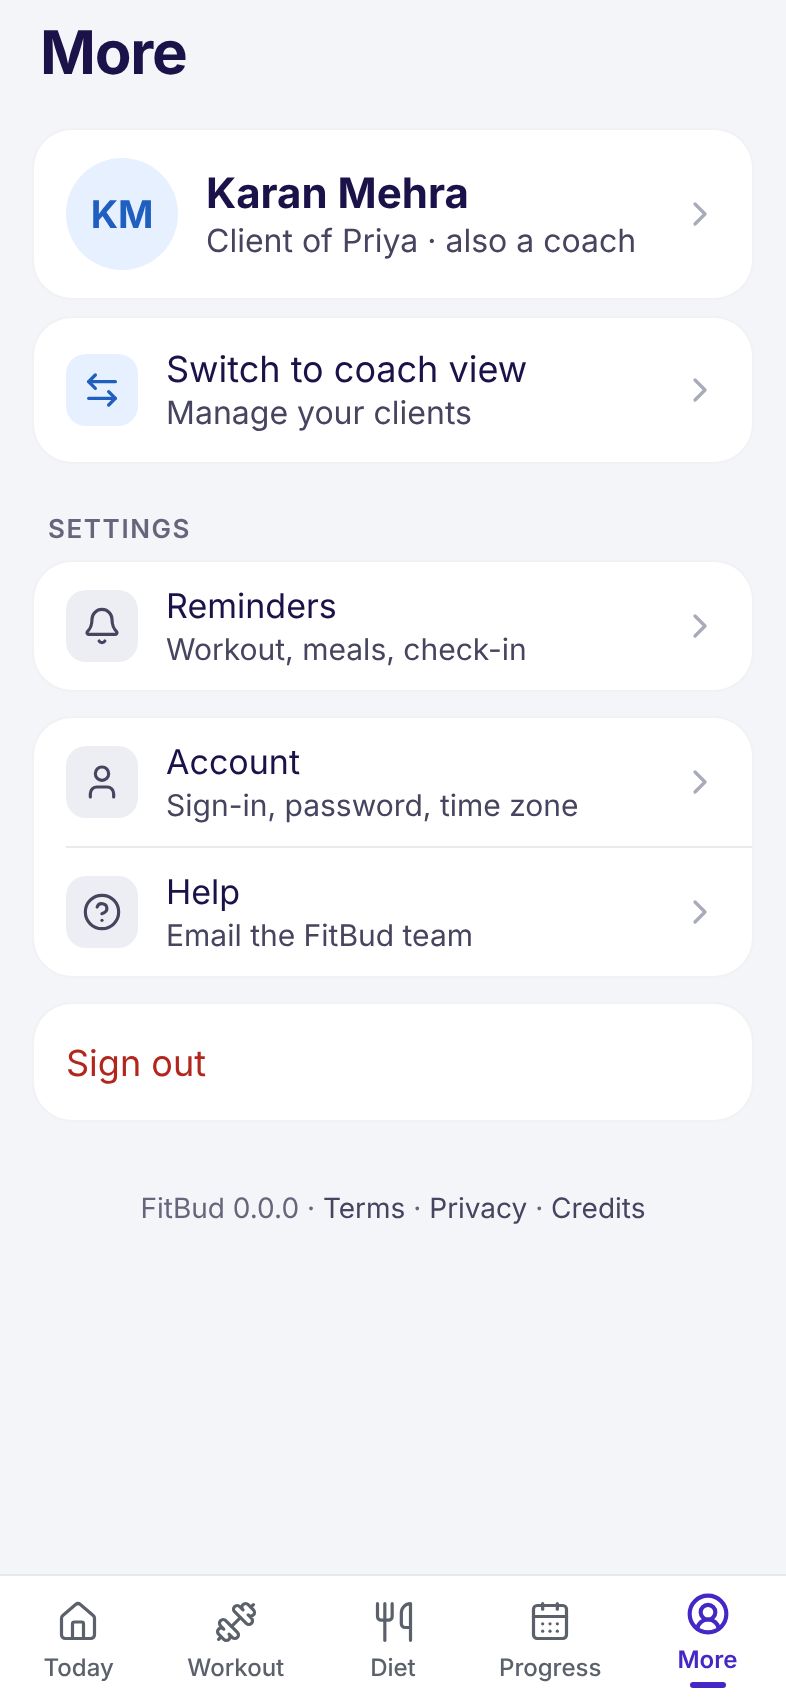 More
KM
Karan Mehra
Client of Priya · also a coach
Switch to coach view
Manage your clients
SETTINGS
Reminders
Workout, meals, check-in
Account
Sign-in, password, time zone
Help
Email the FitBud team
Sign out
FitBud 0.0.0 · Terms · Privacy · Credits
Today Workout Diet Progress More